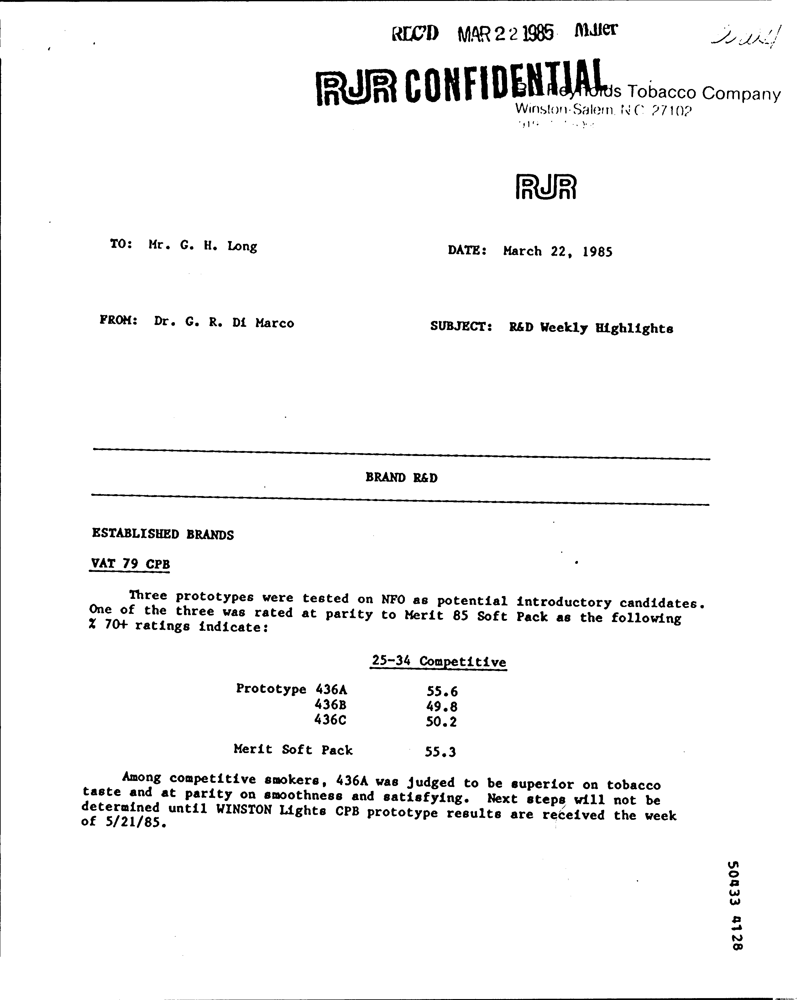 REC'D MAR 22 1985 Miller
RJR CONFIDENTIAL
Tobacco Company
Winston-Salem, N.C. 27102
RJR
TO: Mr. G. H. Long
DATE: March 22, 1985
FROM: Dr. G. R. Di Marco
SUBJECT: R&D Weekly Highlights
BRAND R&D
ESTABLISHED BRANDS
VAT 79 CPB
Three prototypes were tested on NFO as potential introductory candidates.
One of the three was rated at parity to Merit 85 Soft Pack as the following
% 70+ ratings indicate:
25-34 Competitive
Prototype 436A 55.6
436B 49.8
436C 50.2
Merit Soft Pack 55.3
Among competitive smokers, 436A was judged to be superior on tobacco
taste and at parity on smoothness and satisfying. Next steps will not be
determined until WINSTON Lights CPB prototype results are received the week
of 5/21/85.
50433 4128